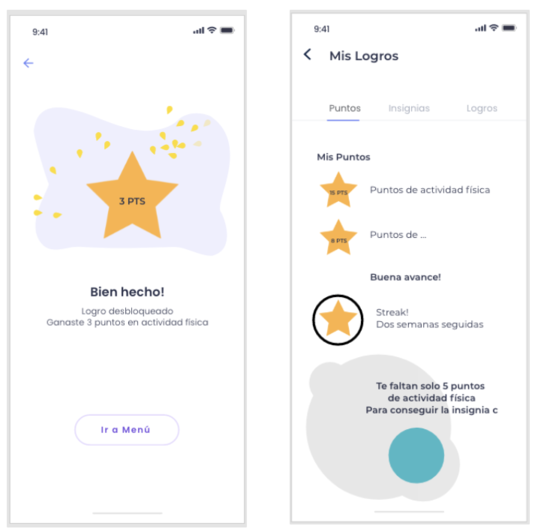 9:41
3 PTS
Bien hecho!
Logro desbloqueado
Ganaste 3 puntos en actividad física
Ir a Menú
9:41
Mis Logros
Puntos
Insignias
Logros
Mis Puntos
15 PTS
Puntos de actividad física
8 PTS
Puntos de ...
Buena avance!
Streak!
Dos semanas seguidas
Te faltan solo 5 puntos
de actividad física
Para conseguir la insignia c